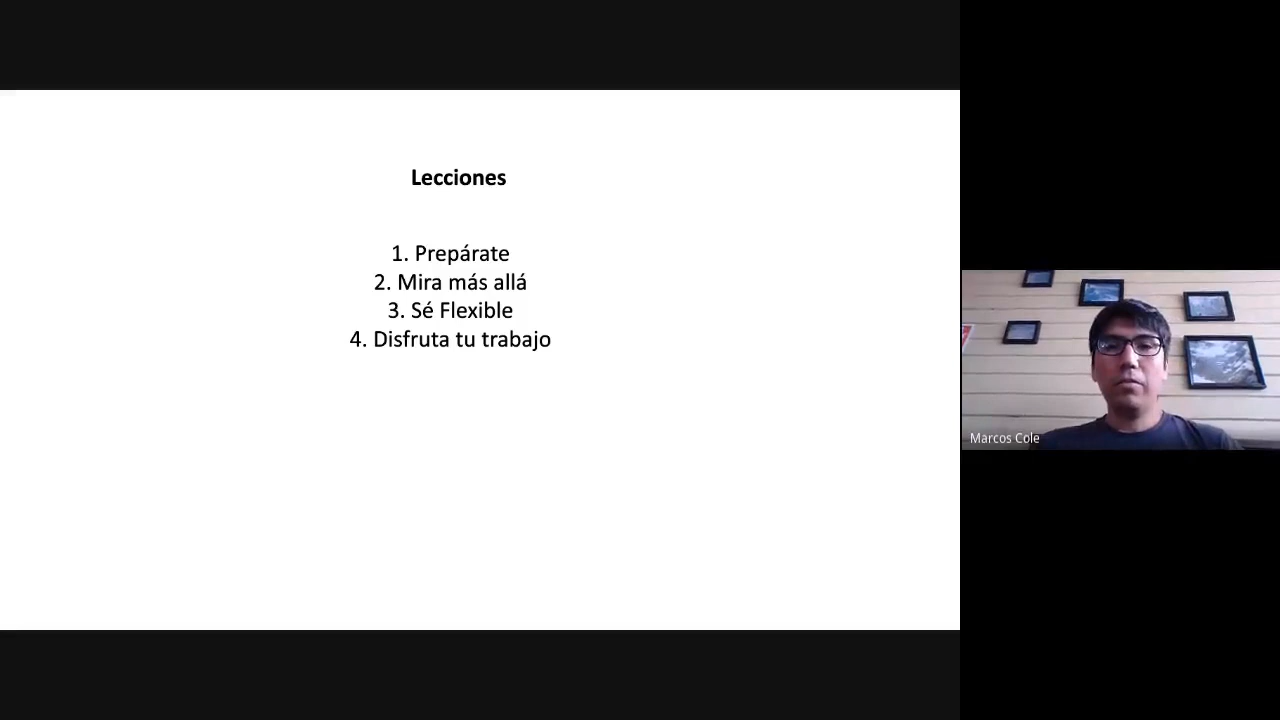 Lecciones
1. Prepárate
2. Mira más allá
3. Sé Flexible
4. Disfruta tu trabajo
Marcos Cole